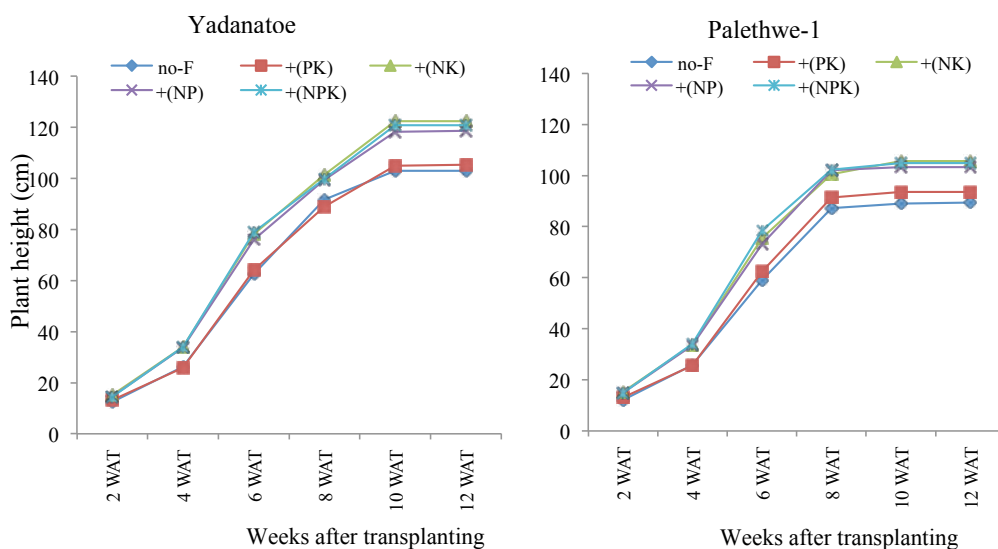 Yadanatoe
no-F +(PK) +(NK)
+(NP) +(NPK)
140
120
100
80
60
40
20
0
Plant height (cm)
2 WAT 4 WAT 6 WAT 8 WAT 10 WAT 12 WAT
Weeks after transplanting
Palethwe-1
no-F +(PK) +(NK)
+(NP) +(NPK)
140
120
100
80
60
40
20
0
2 WAT 4 WAT 6 WAT 8 WAT 10 WAT 12 WAT
Weeks after transplanting